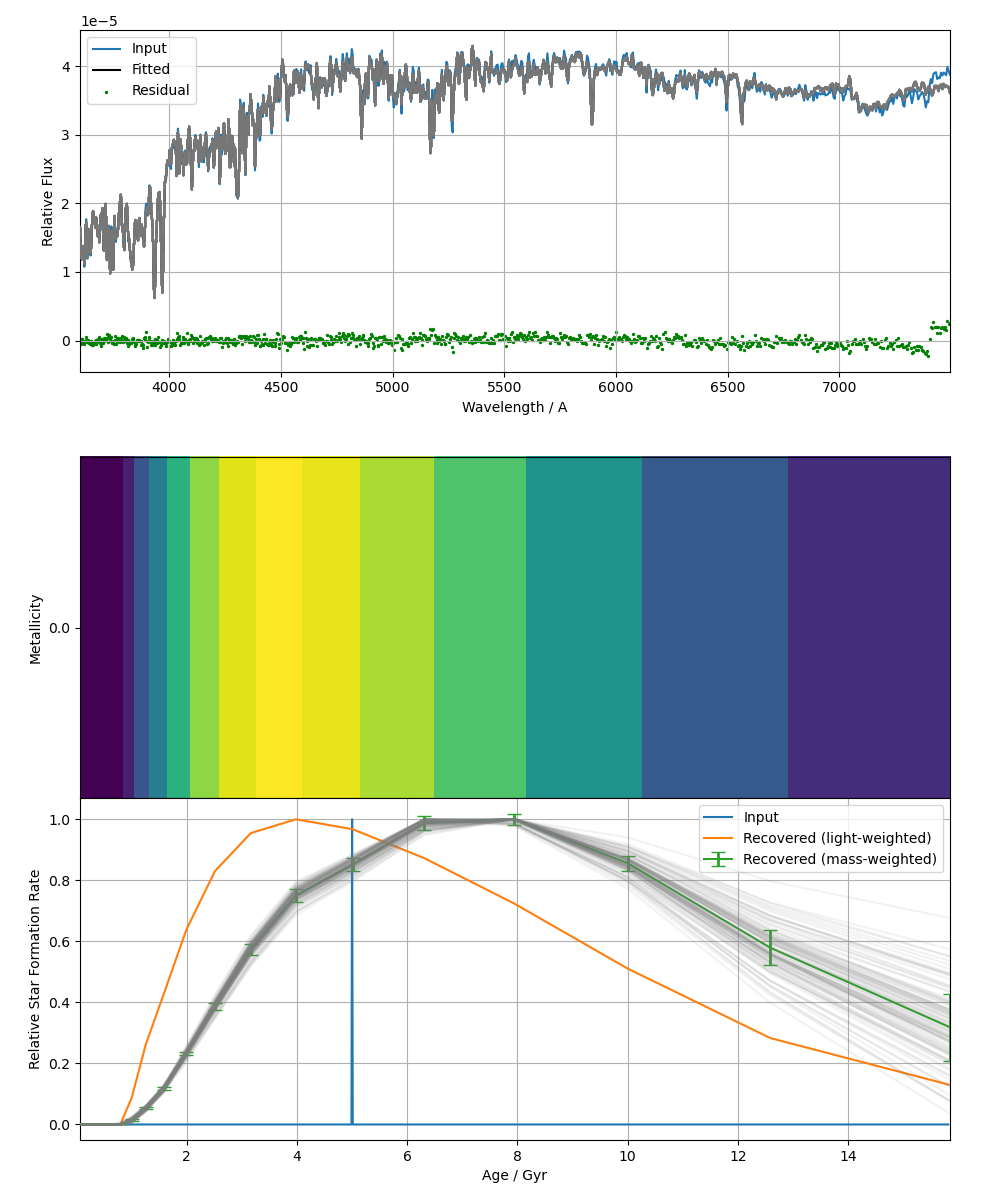 1e−5
Input
Fitted
Residual
Relative Flux
4
3
2
1
0
4000 4500 5000 5500 6000 6500 7000
Wavelength / A
Metallicity
0.0
Input
Recovered (light-weighted)
Recovered (mass-weighted)
Relative Star Formation Rate
1.0
0.8
0.6
0.4
0.2
0.0
2 4 6 8 10 12 14
Age / Gyr